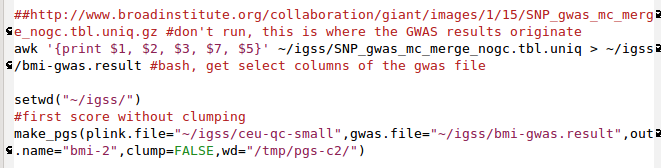 ##http://www.broadinstitute.org/collaboration/giant/images/1/15/SNP_gwas_mc_merg
e_nogc.tbl.uniq.gz #don't run, this is where the GWAS results originate
awk '{print $1, $2, $3, $7, $5}' ~/igss/SNP_gwas_mc_merge_nogc.tbl.uniq > ~/igss
/bmi-gwas.result #bash, get select columns of the gwas file
setwd("~/igss/")
#first score without clumping
make_pgs(plink.file="~/igss/ceu-qc-small",gwas.file="~/igss/bmi-gwas.result",out
.name="bmi-2",clump=FALSE,wd="/tmp/pgs-c2/")